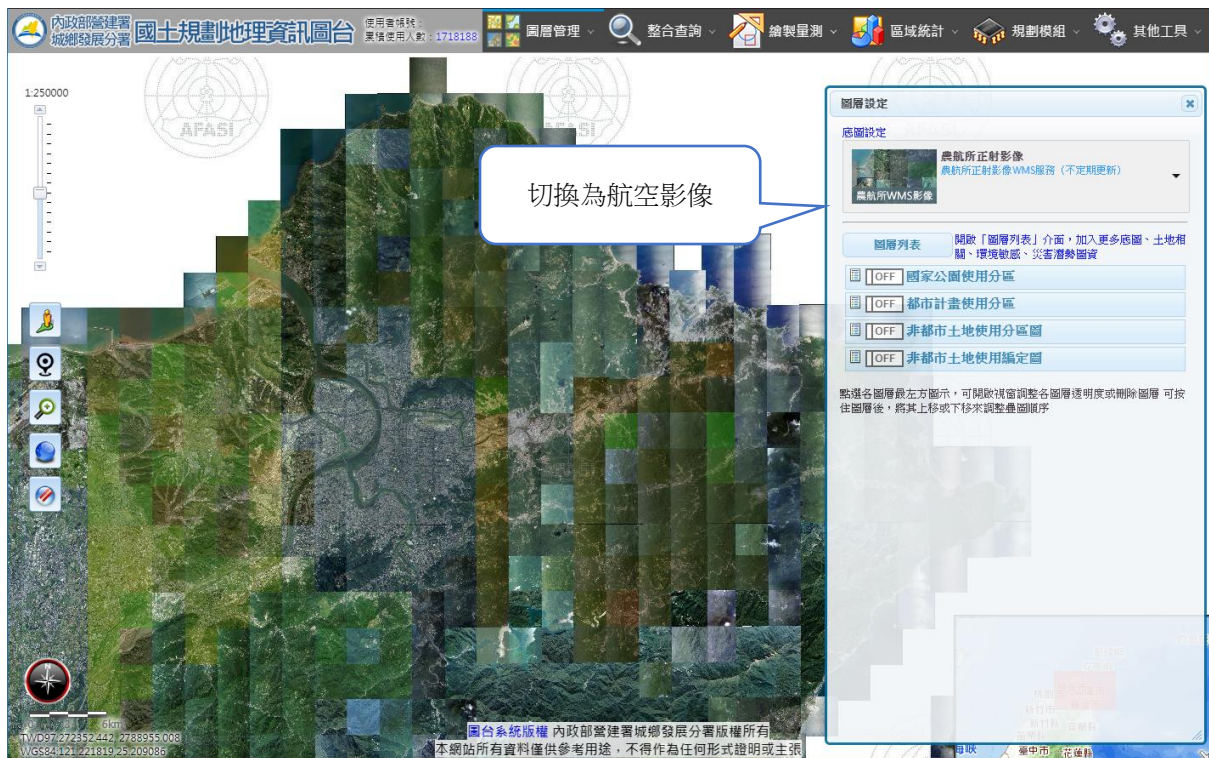 內政部營建署
城鄉發展分署
國土規劃地理資訊圖台
使用者帳號：
累積使用人數：1718188
圖層管理
整合查詢
繪製量測
區域統計
規劃模組
其他工具
1:250000
AFASI
AFASI
切換為航空影像
圖層設定
底圖設定
農航所WMS影像
農航所正射影像
農航所正射影像WMS服務（不定期更新）
圖層列表
開啟「圖層列表」介面，加入更多底圖、土地相
關、環境敏感、災害潛勢圖資
OFF 國家公園使用分區
OFF 都市計畫使用分區
OFF 非都市土地使用分區圖
OFF 非都市土地使用編定圖
點選各圖層最左方圖示，可開啟視窗調整各圖層透明度或刪除圖層 可按
住圖層後，將其上移或下移來調整疊圖順序
圖台系統版權 內政部營建署城鄉發展分署版權所有
本網站所有資料僅供參考用途，不得作為任何形式證明或主張
臺中市
花蓮縣